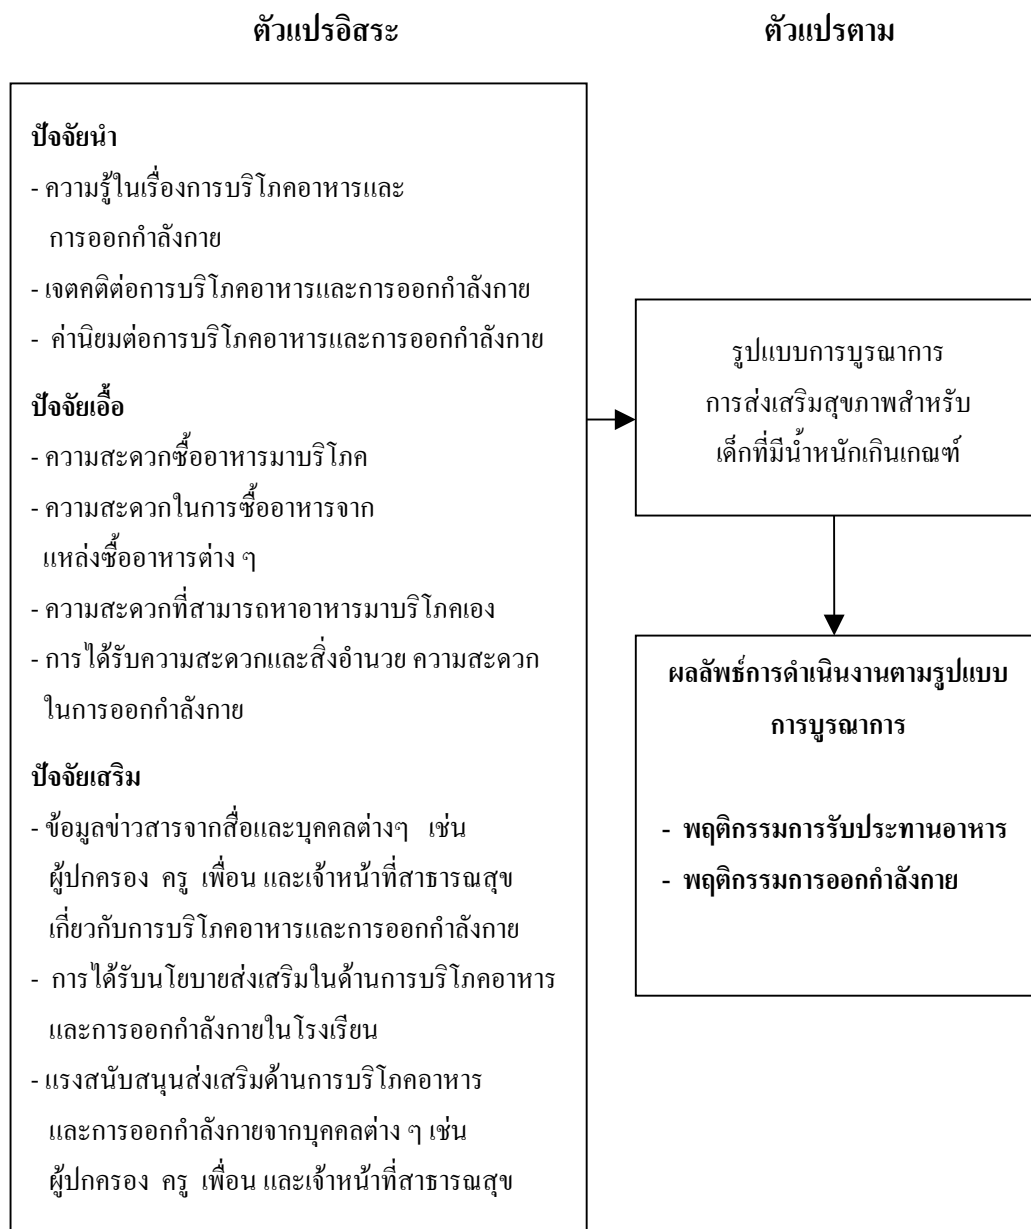 ตัวแปรอิสระ
ตัวแปรตาม
ปัจจัยนำ
- ความรู้ในเรื่องการบริโภคอาหารและ
การออกกำลังกาย
- เจตคติต่อการบริโภคอาหารและการออกกำลังกาย
- ค่านิยมต่อการบริโภคอาหารและการออกกำลังกาย
ปัจจัยเอื้อ
- ความสะดวกซื้ออาหารมาบริโภค
- ความสะดวกในการซื้ออาหารจาก
แหล่งซื้ออาหารต่าง ๆ
- ความสะดวกที่สามารถหาอาหารมาบริโภคเอง
- การได้รับความสะดวกและสิ่งอำนวย ความสะดวก
ในการออกกำลังกาย
ปัจจัยเสริม
- ข้อมูลข่าวสารจากสื่อและบุคคลต่างๆ เช่น
ผู้ปกครอง ครู เพื่อน และเจ้าหน้าที่สาธารณสุข
เกี่ยวกับการบริโภคอาหารและการออกกำลังกาย
- การได้รับนโยบายส่งเสริมในด้านการบริโภคอาหาร
และการออกกำลังกายในโรงเรียน
- แรงสนับสนุนส่งเสริมด้านการบริโภคอาหาร
และการออกกำลังกายจากบุคคลต่าง ๆ เช่น
ผู้ปกครอง ครู เพื่อน และเจ้าหน้าที่สาธารณสุข
รูปแบบการบูรณาการ
การส่งเสริมสุขภาพสำหรับ
เด็กที่มีน้ำหนักเกินเกณฑ์
ผลลัพธ์การดำเนินงานตามรูปแบบ
การบูรณาการ
- พฤติกรรมการรับประทานอาหาร
- พฤติกรรมการออกกำลังกาย